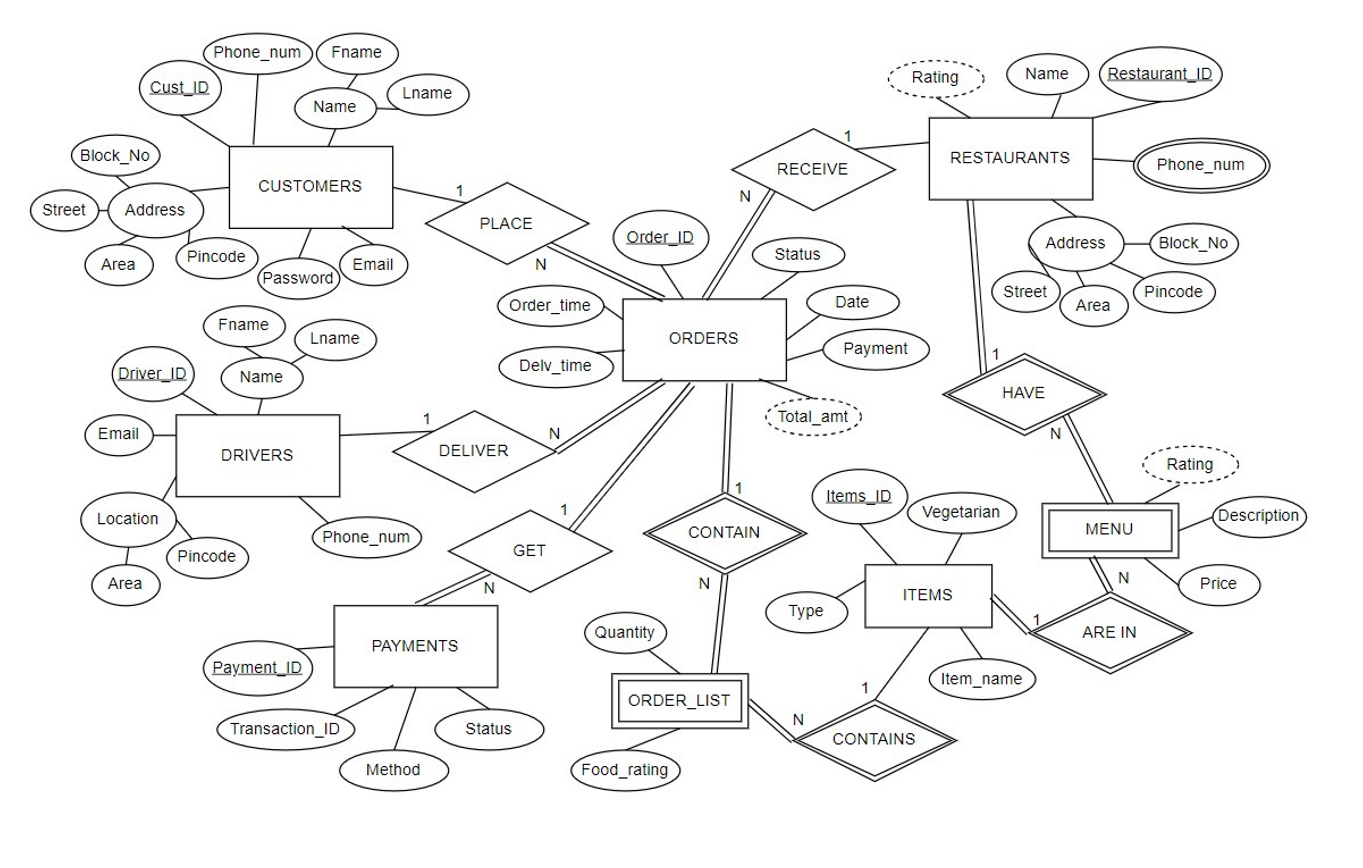 Phone_num
Fname
Cust_ID
Name
Lname
Block_No
CUSTOMERS
Street
Address
Area
Pincode
Password
Email
1
PLACE
N
Rating
Name
Restaurant_ID
1
RECEIVE
N
RESTAURANTS
Phone_num
Address
Block_No
Street
Area
Pincode
Order_ID
Status
Order_time
Date
ORDERS
Payment
Delv_time
Total_amt
Fname
Lname
Driver_ID
Name
Email
DRIVERS
1
DELIVER
N
Location
Pincode
Area
Phone_num
1
HAVE
N
Rating
MENU
Description
Price
1
GET
N
1
CONTAIN
N
Items_ID
Vegetarian
Type
ITEMS
Item_name
N
1
ARE IN
PAYMENTS
Payment_ID
Transaction_ID
Status
Method
Quantity
ORDER_LIST
Food_rating
1
N
CONTAINS